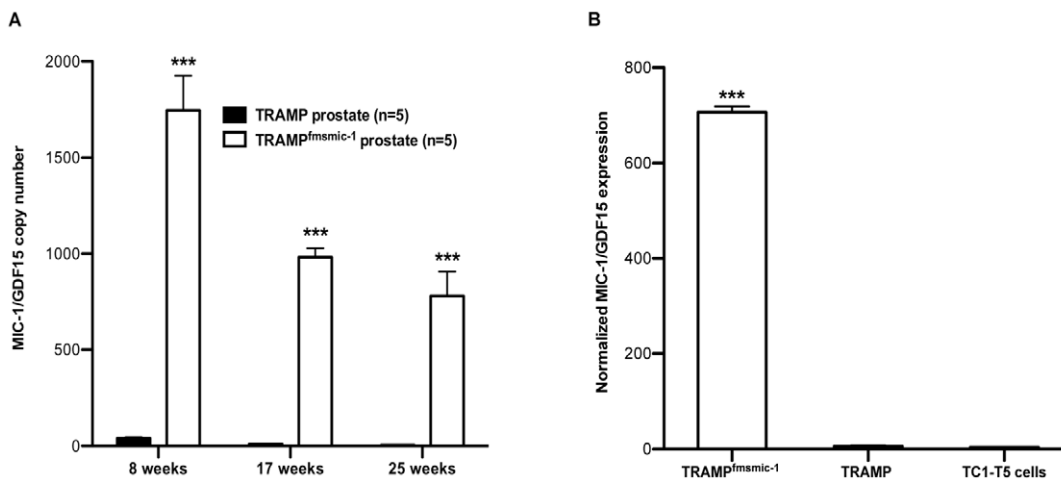 A
MIC-1/GDF15 copy number
2000
1500
1000
500
0
***
***
***
TRAMP prostate (n=5)
TRAMPfmsmic-1 prostate (n=5)
8 weeks
17 weeks
25 weeks
B
Normalized MIC-1/GDF15 expression
800
600
400
200
0
***
TRAMPfmsmic-1
TRAMP
TC1-T5 cells